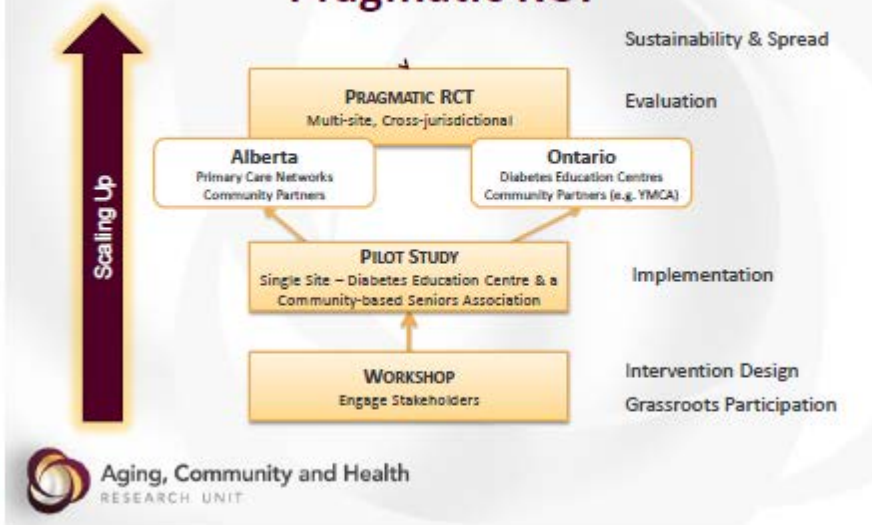 Pragmatic RCT
Sustainability & Spread
PRAGMATIC RCT
Multi-site, Cross-jurisdictional
Evaluation
Alberta
Primary Care Networks
Community Partners
Ontario
Diabetes Education Centres
Community Partners (e.g. YMCA)
Scaling Up
PILOT STUDY
Single Site – Diabetes Education Centre & a
Community-based Seniors Association
Implementation
WORKSHOP
Engage Stakeholders
Intervention Design
Grassroots Participation
Aging, Community and Health
RESEARCH UNIT